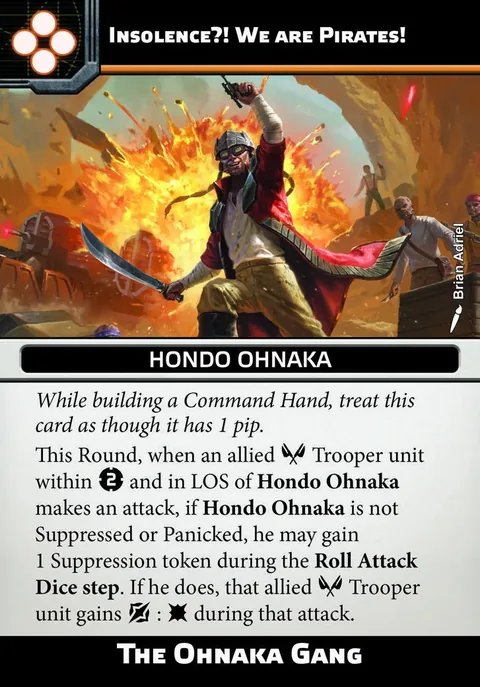 Insolence?! We are Pirates!
Brian Adriel
HONDO OHNAKA
While building a Command Hand, treat this
card as though it has 1 pip.
This Round, when an allied Trooper unit
within 2 and in LOS of Hondo Ohnaka
makes an attack, if Hondo Ohnaka is not
Suppressed or Panicked, he may gain
1 Suppression token during the Roll Attack
Dice step. If he does, that allied Trooper
unit gains : during that attack.
The Ohnaka Gang